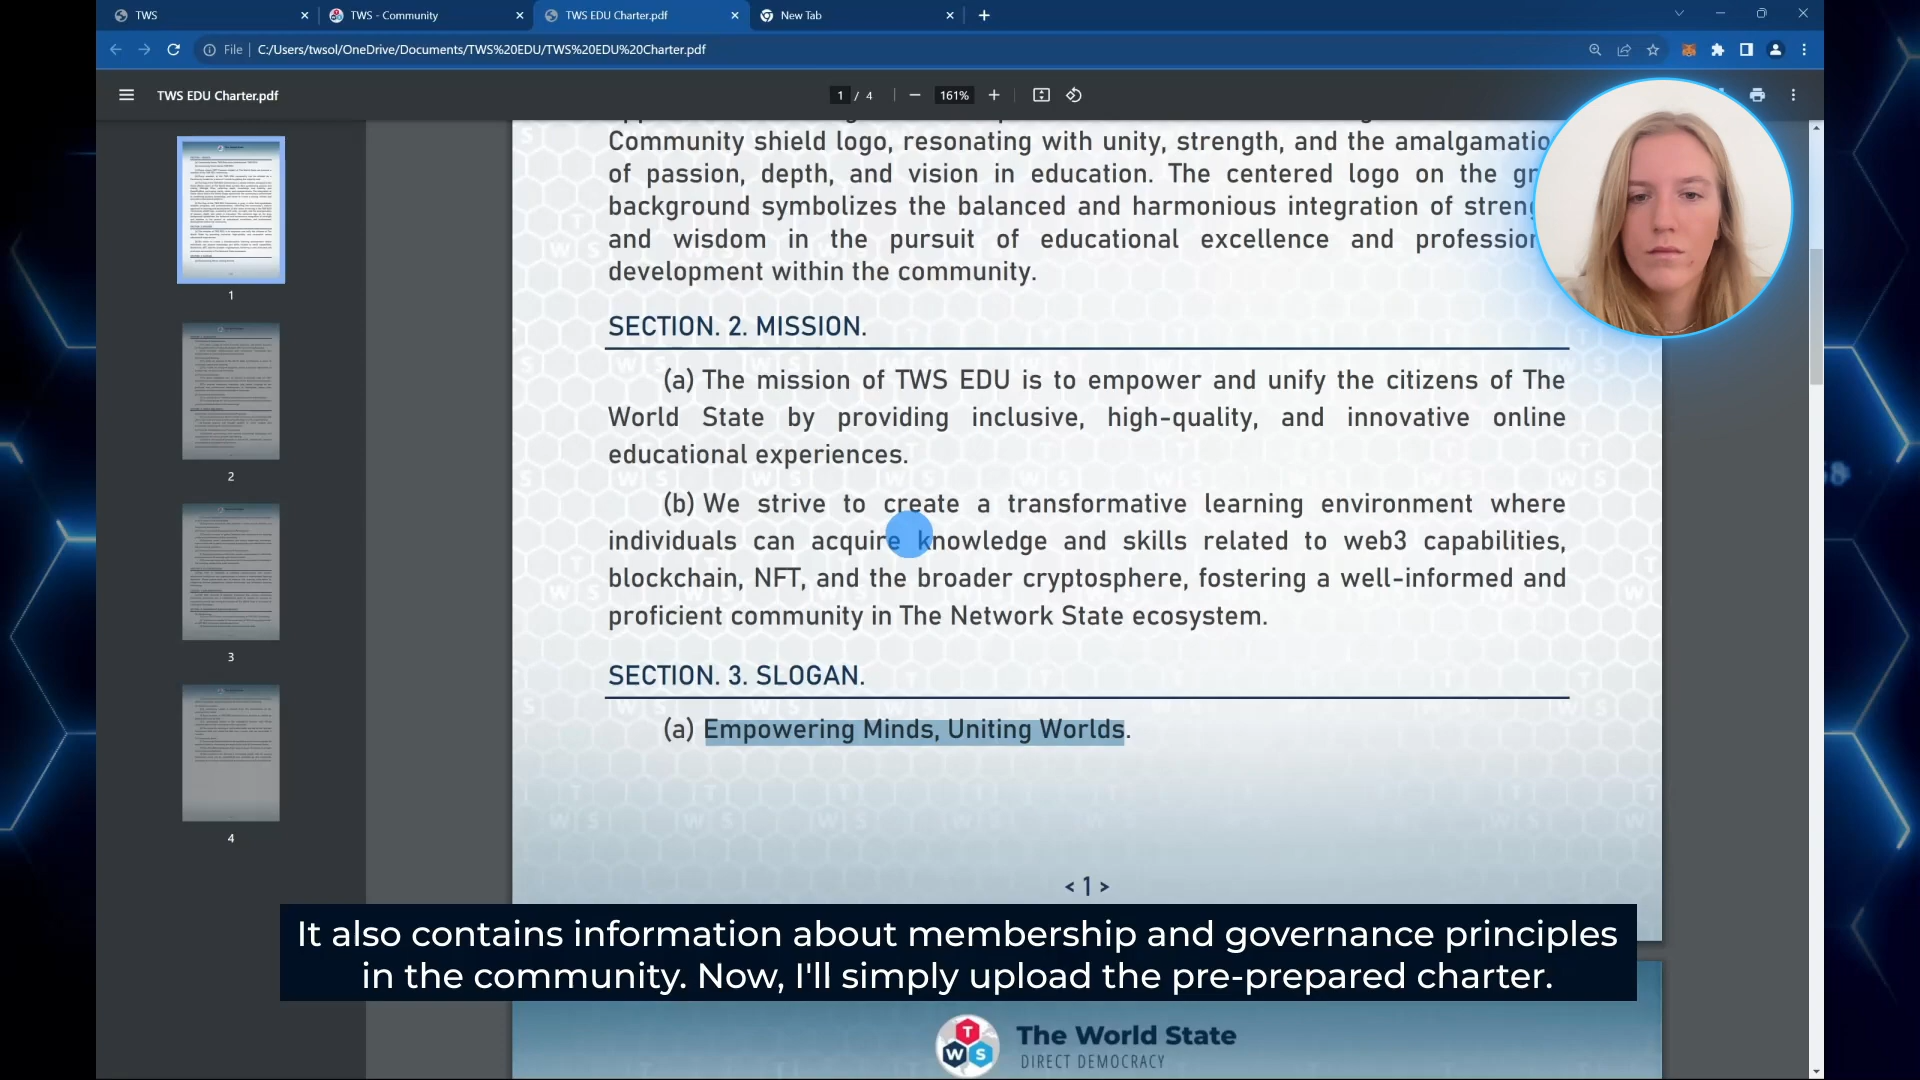 TWS
TWS - Community
TWS EDU Charter.pdf
New Tab
File
C:/Users/twsol/OneDrive/Documents/TWS%20EDU/TWS%20EDU%20Charter.pdf
TWS EDU Charter.pdf
1 / 4
161%
Community shield logo, resonating with unity, strength, and the
of passion, depth, and vision in education. The centered logo on the
background symbolizes the balanced and harmonious integration of
and wisdom in the pursuit of educational excellence and
development within the community.
SECTION. 2. MISSION.
(a) The mission of TWS EDU is to empower and unify the citizens of The
World State by providing inclusive, high-quality, and innovative online
educational experiences.
(b) We strive to create a transformative learning environment where
individuals can acquire knowledge and skills related to web3 capabilities,
blockchain, NFT, and the broader cryptosphere, fostering a well-informed and
proficient community in The Network State ecosystem.
SECTION. 3. SLOGAN.
(a) Empowering Minds, Uniting Worlds.
< 1 >
1
2
3
4
It also contains information about membership and governance principles
in the community. Now, I'll simply upload the pre-prepared charter.
T
W S
The World State
DIRECT DEMOCRACY